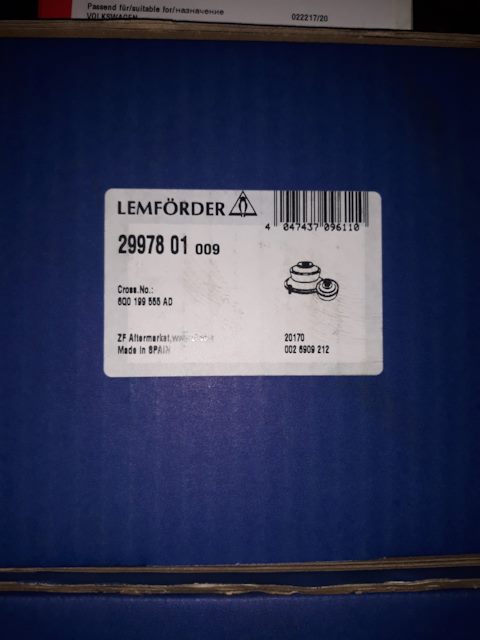 Passend für/suitable for/назначение
VOLKSWAGEN
022217/20
LEMFÖRDER
4 047437 096110
29978 01 009
Cross.No.:
6Q0 199 555 AD
ZF Aftermarket,
Made in SPAIN
20170
002 6909 212